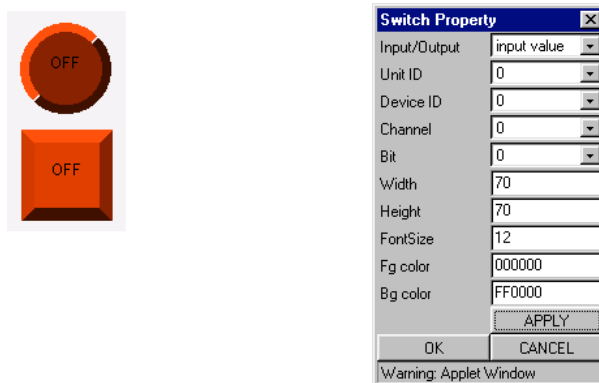 OFF
OFF
Switch Property
Input/Output input value
Unit ID 0
Device ID 0
Channel 0
Bit 0
Width 70
Height 70
FontSize 12
Fg color 000000
Bg color FF0000
APPLY
OK CANCEL
Warning: Applet Window